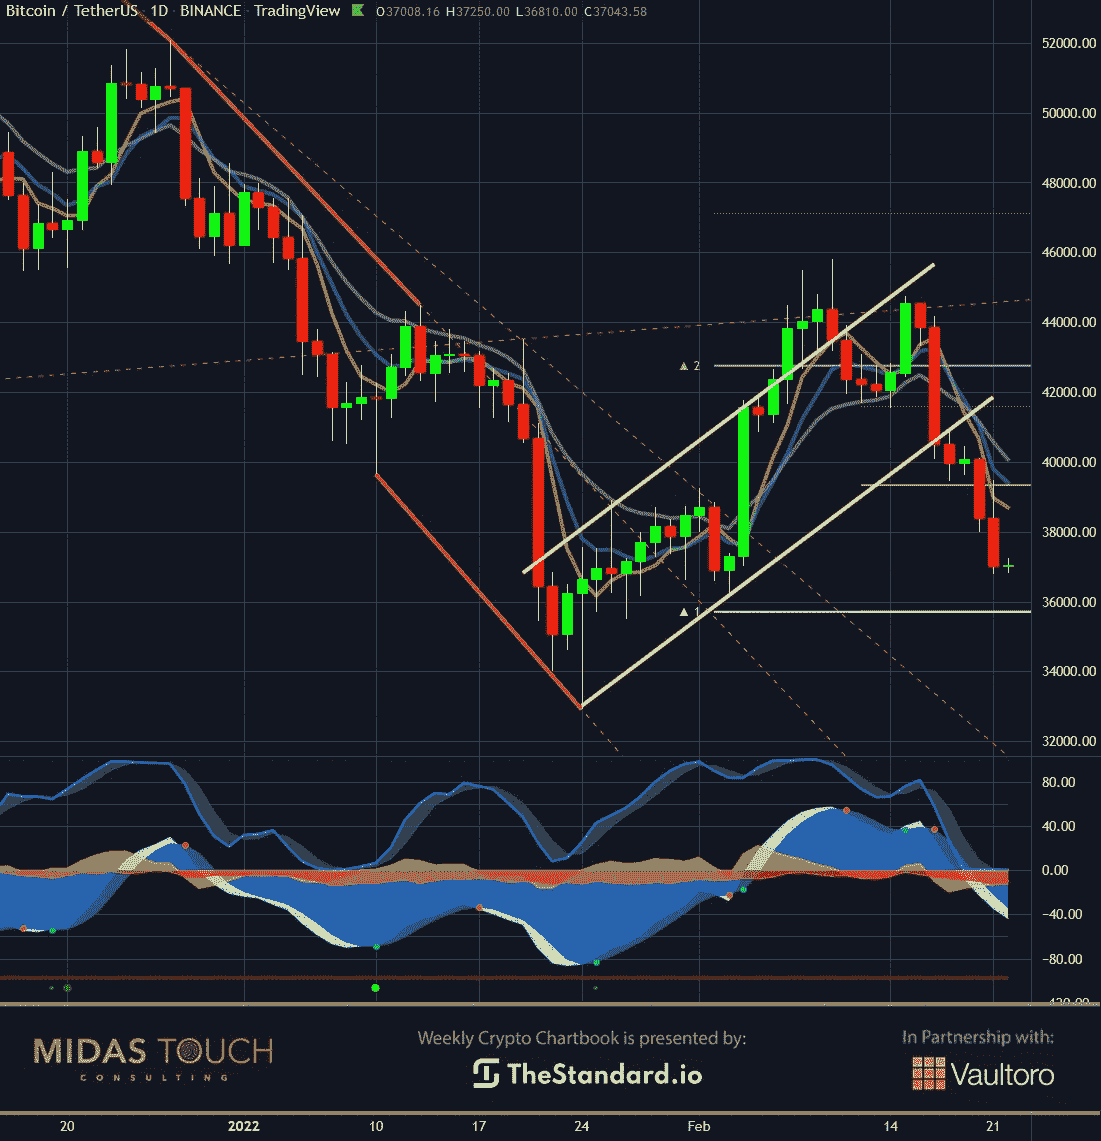 Bitcoin / TetherUS 1D BINANCE TradingView O37008.16 H37250.00 L36810.00 C37043.58
52000.00
50000.00
48000.00
46000.00
44000.00
▲ 2
42000.00
40000.00
38000.00
36000.00
▲ 1
34000.00
32000.00
80.00
40.00
0.00
-40.00
-80.00
MIDAS TOUCH
CONSULTING
Weekly Crypto Chartbook is presented by:
TheStandard.io
In Partnership with:
Vaultoro
20 2022 10 17 24 Feb 14 21